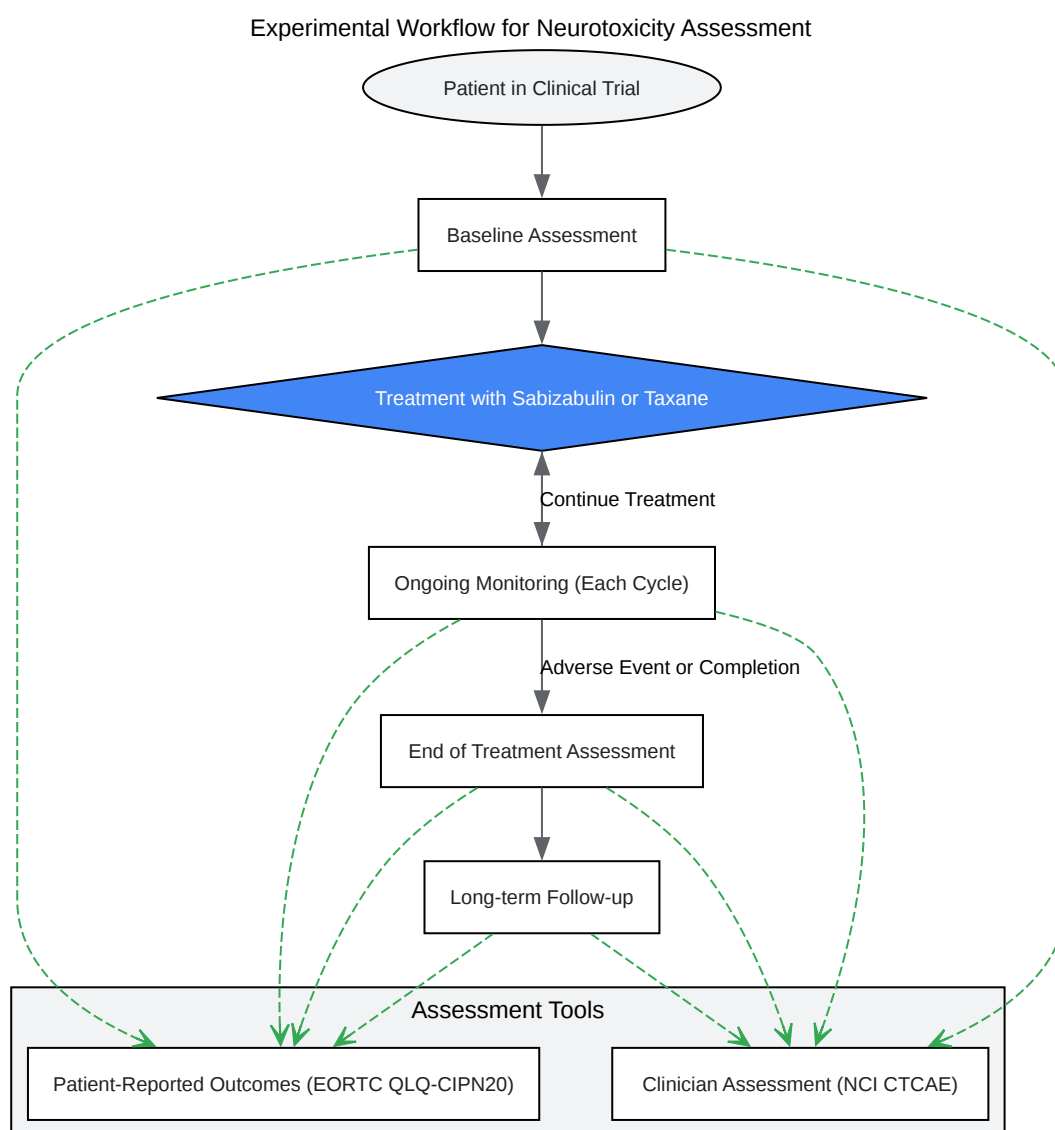 Experimental Workflow for Neurotoxicity Assessment
Patient in Clinical Trial
Baseline Assessment
Treatment with Sabizabulin or Taxane
Continue Treatment
Ongoing Monitoring (Each Cycle)
Adverse Event or Completion
End of Treatment Assessment
Long-term Follow-up
Assessment Tools
Patient-Reported Outcomes (EORTC QLQ-CIPN20)
Clinician Assessment (NCI CTCAE)